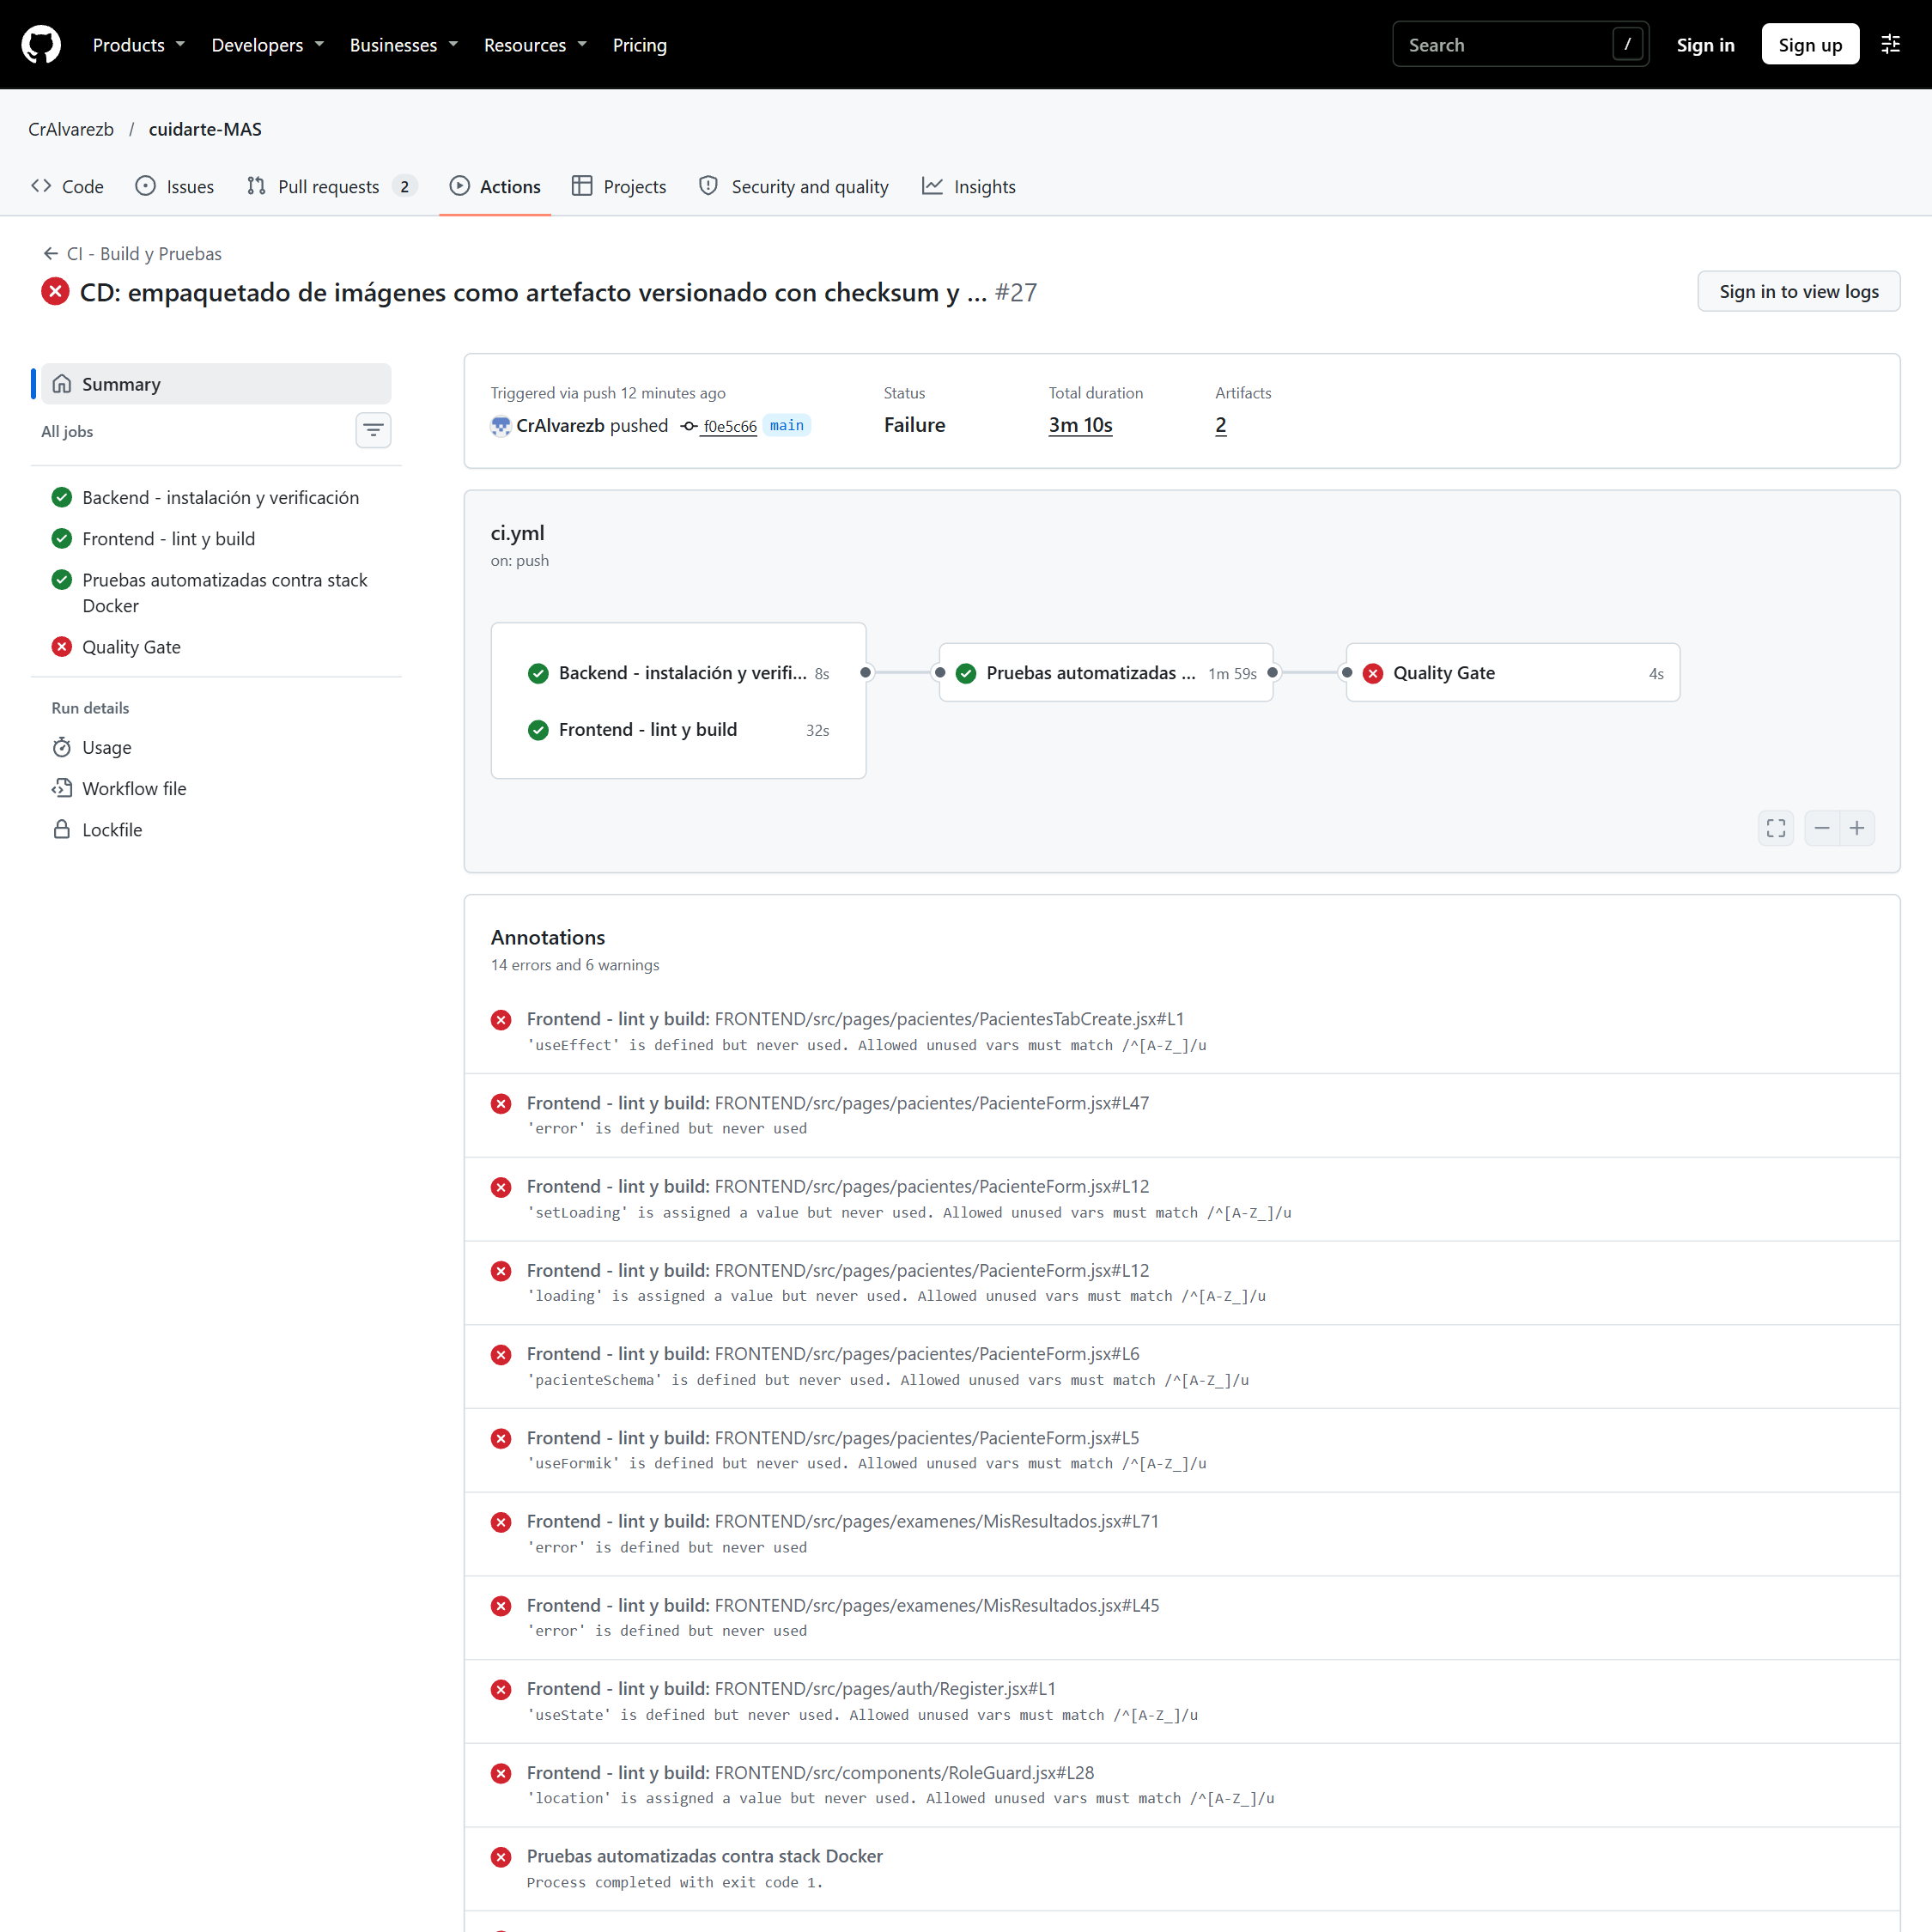 Products Developers Businesses Resources Pricing Search / Sign in Sign up
CrAlvarezb / cuidarte-MAS
Code Issues Pull requests 2 Actions Projects Security and quality Insights
CI - Build y Pruebas
CD: empaquetado de imágenes como artefacto versionado con checksum y ... #27
Sign in to view logs
Summary
All jobs
Backend - instalación y verificación
Frontend - lint y build
Pruebas automatizadas contra stack
Docker
Quality Gate
Run details
Usage
Workflow file
Lockfile
Triggered via push 12 minutes ago
CrAlvarezb pushed f0e5c66 main
Status
Failure
Total duration
3m 10s
Artifacts
2
ci.yml
on: push
Backend - instalación y verifi... 8s
Frontend - lint y build 32s
Pruebas automatizadas ... 1m 59s
Quality Gate 4s
Annotations
14 errors and 6 warnings
Frontend - lint y build: FRONTEND/src/pages/pacientes/PacientesTabCreate.jsx#L1
'useEffect' is defined but never used. Allowed unused vars must match /^[A-Z_]/u
Frontend - lint y build: FRONTEND/src/pages/pacientes/PacienteForm.jsx#L47
'error' is defined but never used
Frontend - lint y build: FRONTEND/src/pages/pacientes/PacienteForm.jsx#L12
'setLoading' is assigned a value but never used. Allowed unused vars must match /^[A-Z_]/u
Frontend - lint y build: FRONTEND/src/pages/pacientes/PacienteForm.jsx#L12
'loading' is assigned a value but never used. Allowed unused vars must match /^[A-Z_]/u
Frontend - lint y build: FRONTEND/src/pages/pacientes/PacienteForm.jsx#L6
'pacienteSchema' is defined but never used. Allowed unused vars must match /^[A-Z_]/u
Frontend - lint y build: FRONTEND/src/pages/pacientes/PacienteForm.jsx#L5
'useFormik' is defined but never used. Allowed unused vars must match /^[A-Z_]/u
Frontend - lint y build: FRONTEND/src/pages/examenes/MisResultados.jsx#L71
'error' is defined but never used
Frontend - lint y build: FRONTEND/src/pages/examenes/MisResultados.jsx#L45
'error' is defined but never used
Frontend - lint y build: FRONTEND/src/pages/auth/Register.jsx#L1
'useState' is defined but never used. Allowed unused vars must match /^[A-Z_]/u
Frontend - lint y build: FRONTEND/src/components/RoleGuard.jsx#L28
'location' is assigned a value but never used. Allowed unused vars must match /^[A-Z_]/u
Pruebas automatizadas contra stack Docker
Process completed with exit code 1.